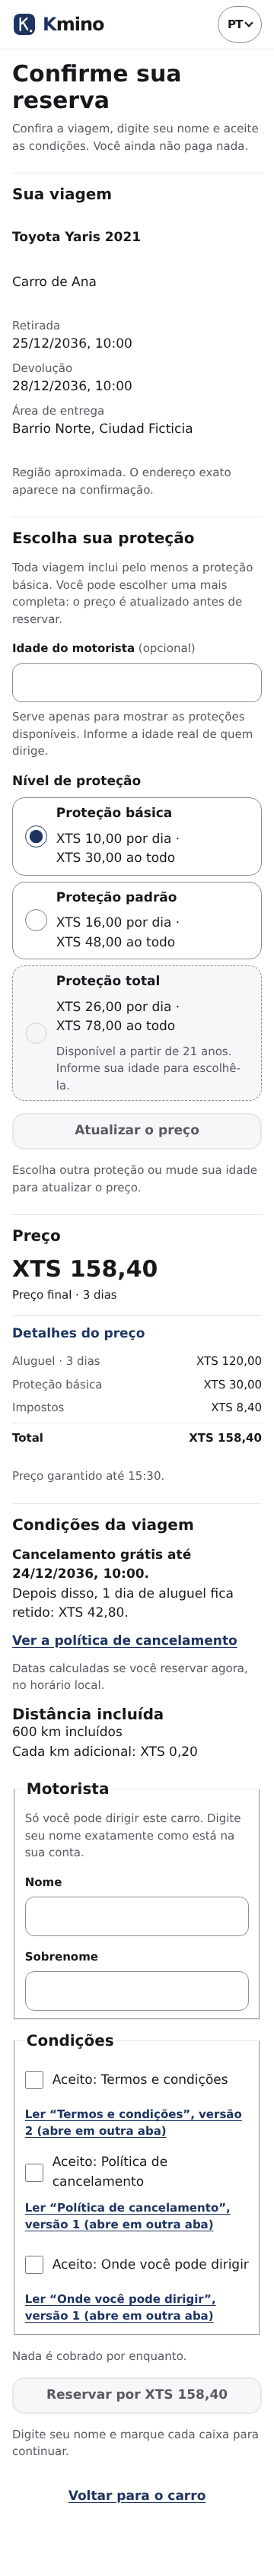 Kmino
PT
Confirme sua
reserva
Confira a viagem, digite seu nome e aceite
as condições. Você ainda não paga nada.
Sua viagem
Toyota Yaris 2021
Carro de Ana
Retirada
25/12/2036, 10:00
Devolução
28/12/2036, 10:00
Área de entrega
Barrio Norte, Ciudad Ficticia
Região aproximada. O endereço exato
aparece na confirmação.
Escolha sua proteção
Toda viagem inclui pelo menos a proteção
básica. Você pode escolher uma mais
completa: o preço é atualizado antes de
reservar.
Idade do motorista (opcional)
Serve apenas para mostrar as proteções
disponíveis. Informe a idade real de quem
dirige.
Nível de proteção
Proteção básica
XTS 10,00 por dia ·
XTS 30,00 ao todo
Proteção padrão
XTS 16,00 por dia ·
XTS 48,00 ao todo
Proteção total
XTS 26,00 por dia ·
XTS 78,00 ao todo
Disponível a partir de 21 anos.
Informe sua idade para escolhê-
la.
Atualizar o preço
Escolha outra proteção ou mude sua idade
para atualizar o preço.
Preço
XTS 158,40
Preço final · 3 dias
Detalhes do preço
Aluguel · 3 dias XTS 120,00
Proteção básica XTS 30,00
Impostos XTS 8,40
Total XTS 158,40
Preço garantido até 15:30.
Condições da viagem
Cancelamento grátis até
24/12/2036, 10:00.
Depois disso, 1 dia de aluguel fica
retido: XTS 42,80.
Ver a política de cancelamento
Datas calculadas se você reservar agora,
no horário local.
Distância incluída
600 km incluídos
Cada km adicional: XTS 0,20
Motorista
Só você pode dirigir este carro. Digite
seu nome exatamente como está na
sua conta.
Nome
Sobrenome
Condições
Aceito: Termos e condições
Ler “Termos e condições”, versão
2 (abre em outra aba)
Aceito: Política de
cancelamento
Ler “Política de cancelamento”,
versão 1 (abre em outra aba)
Aceito: Onde você pode dirigir
Ler “Onde você pode dirigir”,
versão 1 (abre em outra aba)
Nada é cobrado por enquanto.
Reservar por XTS 158,40
Digite seu nome e marque cada caixa para
continuar.
Voltar para o carro